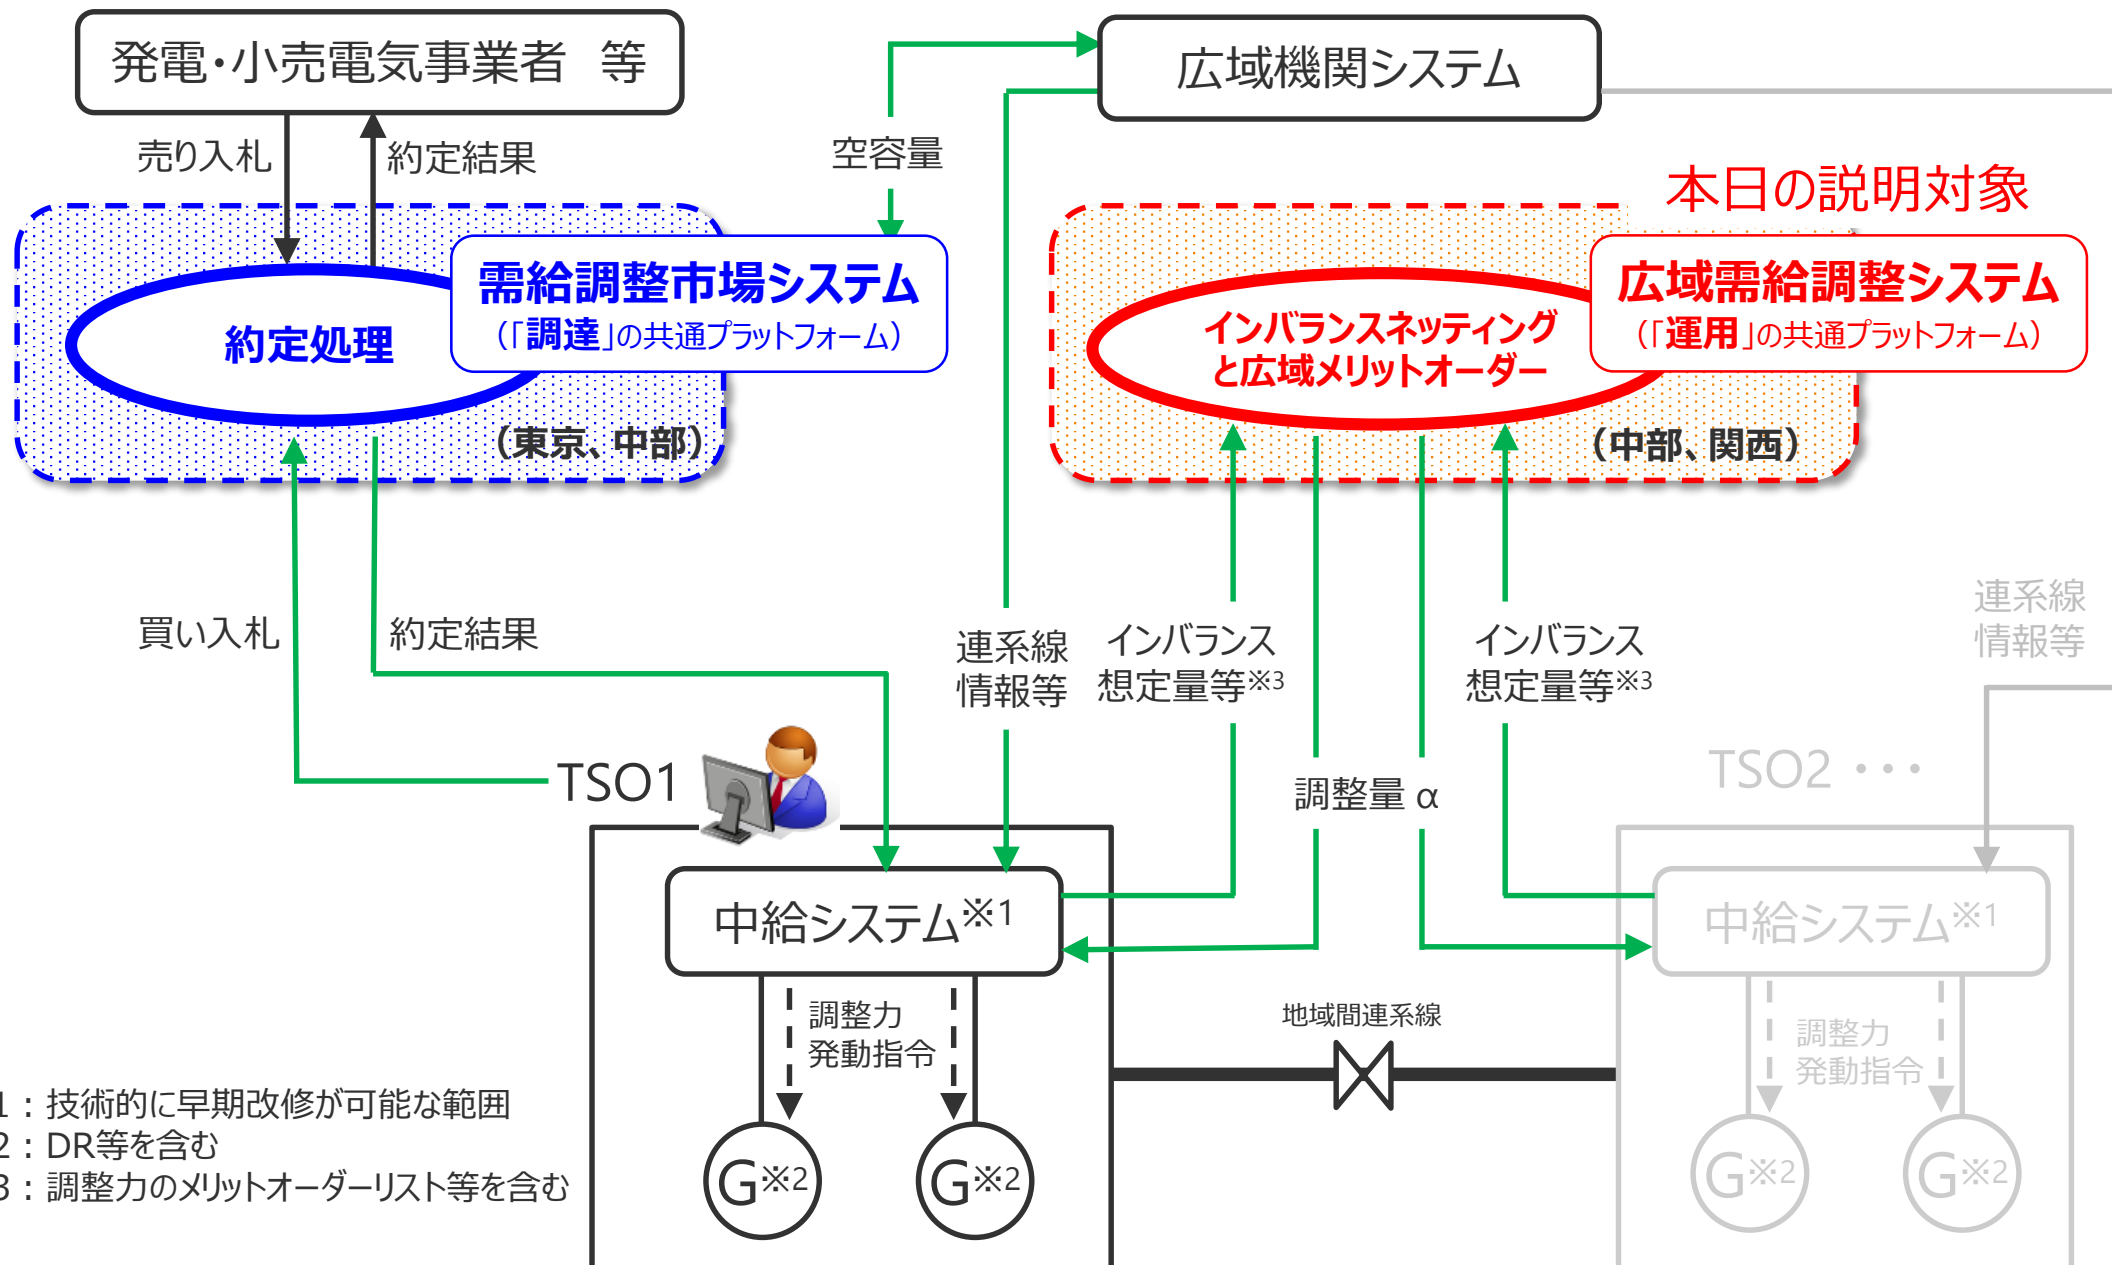 発電・小売電気事業者　等
広域機関システム
売り入札
約定結果
空容量
本日の説明対象
需給調整市場システム
（「調達」の共通プラットフォーム）
約定処理
（東京、中部）
広域需給調整システム
（「運用」の共通プラットフォーム）
インバランスネッティング
と広域メリットオーダー
（中部、関西）
買い入札
約定結果
連系線
情報等
インバランス
想定量等※3
インバランス
想定量等※3
連系線
情報等
TSO1
調整量 α
TSO2 ・・・
中給システム※1
中給システム※1
調整力
発動指令
地域間連系線
調整力
発動指令
G※2
G※2
G※2
G※2
1：技術的に早期改修が可能な範囲
2：DR等を含む
3：調整力のメリットオーダーリスト等を含む